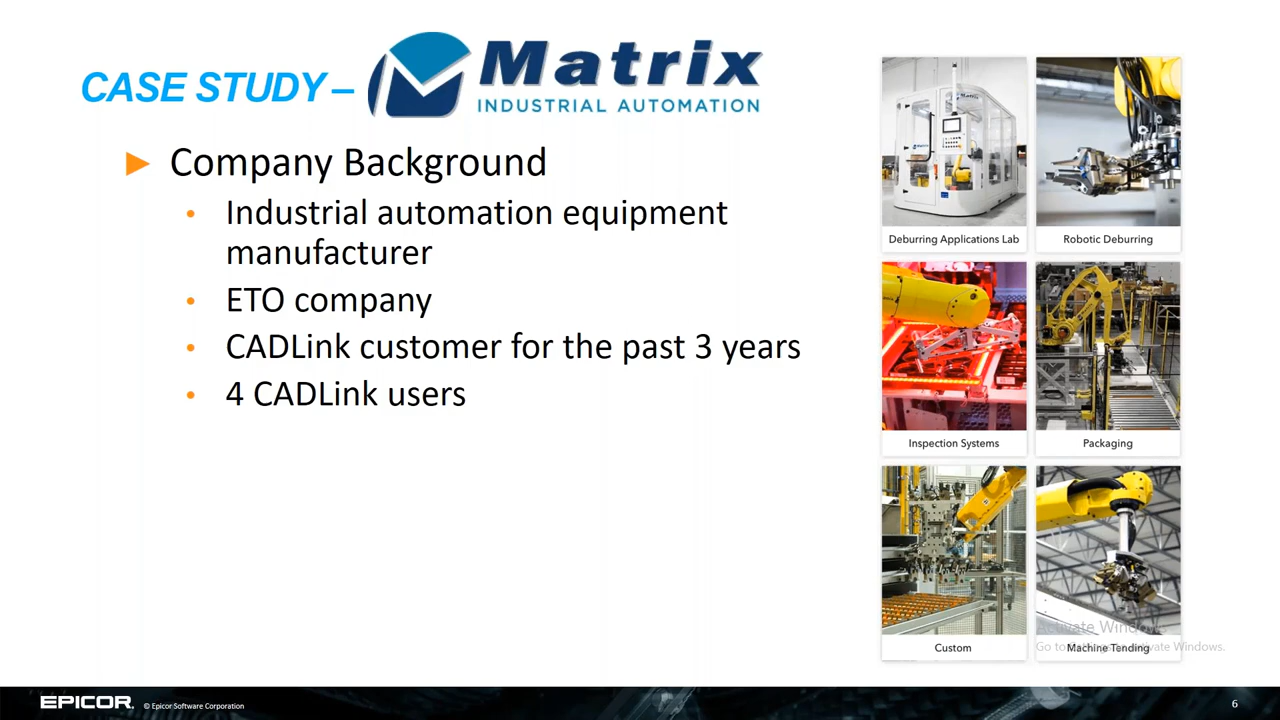 CASE STUDY –
Matrix
INDUSTRIAL AUTOMATION
Company Background
• Industrial automation equipment
manufacturer
• ETO company
• CADLink customer for the past 3 years
• 4 CADLink users
Deburring Applications Lab
Robotic Deburring
Inspection Systems
Packaging
Custom
Machine Tending
Activate Windows
Go to Settings to activate Windows.
EPICOR
© Epicor Software Corporation
6